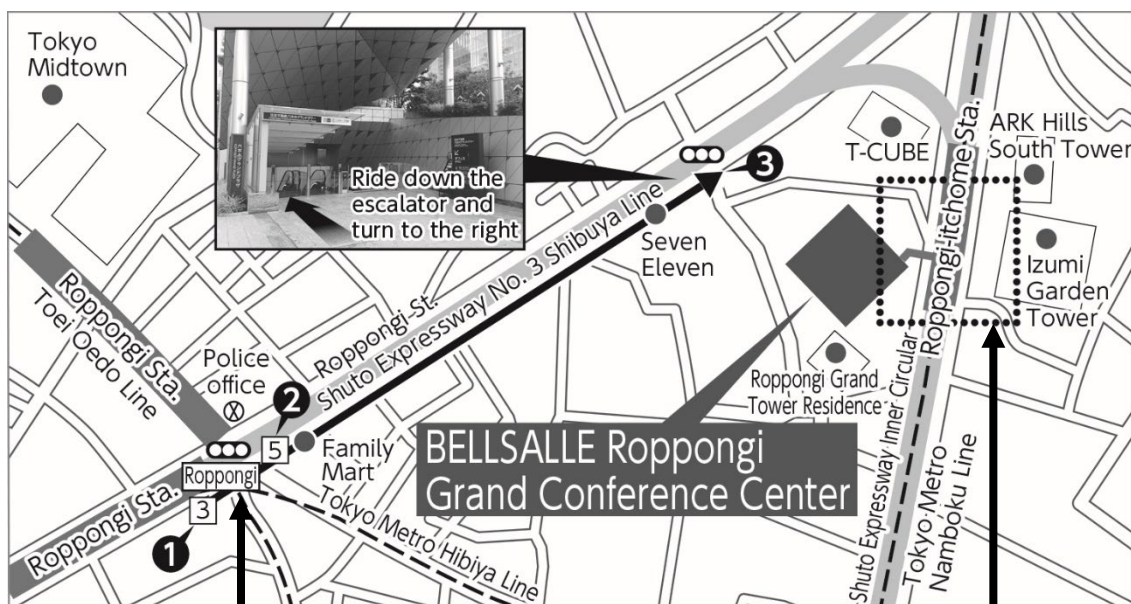 Tokyo
Midtown
Ride down the
escalator and
turn to the right
3
T-CUBE
ARK Hills
South Tower
Seven
Eleven
Izumi
Garden
Tower
Roppongi-itchome Sta.
Roppongi St.
Shuto Expressway No. 3 Shibuya Line
Roppongi Sta.
Toei Oedo Line
Police
office
2
5
Family
Mart
Roppongi
3
1
Roppongi Sta.
Tokyo Metro Hibiya Line
Roppongi Grand
Tower Residence
BELLSALLE Roppongi
Grand Conference Center
Shuto Expressway Inner Circular
Tokyo Metro
Namboku Line